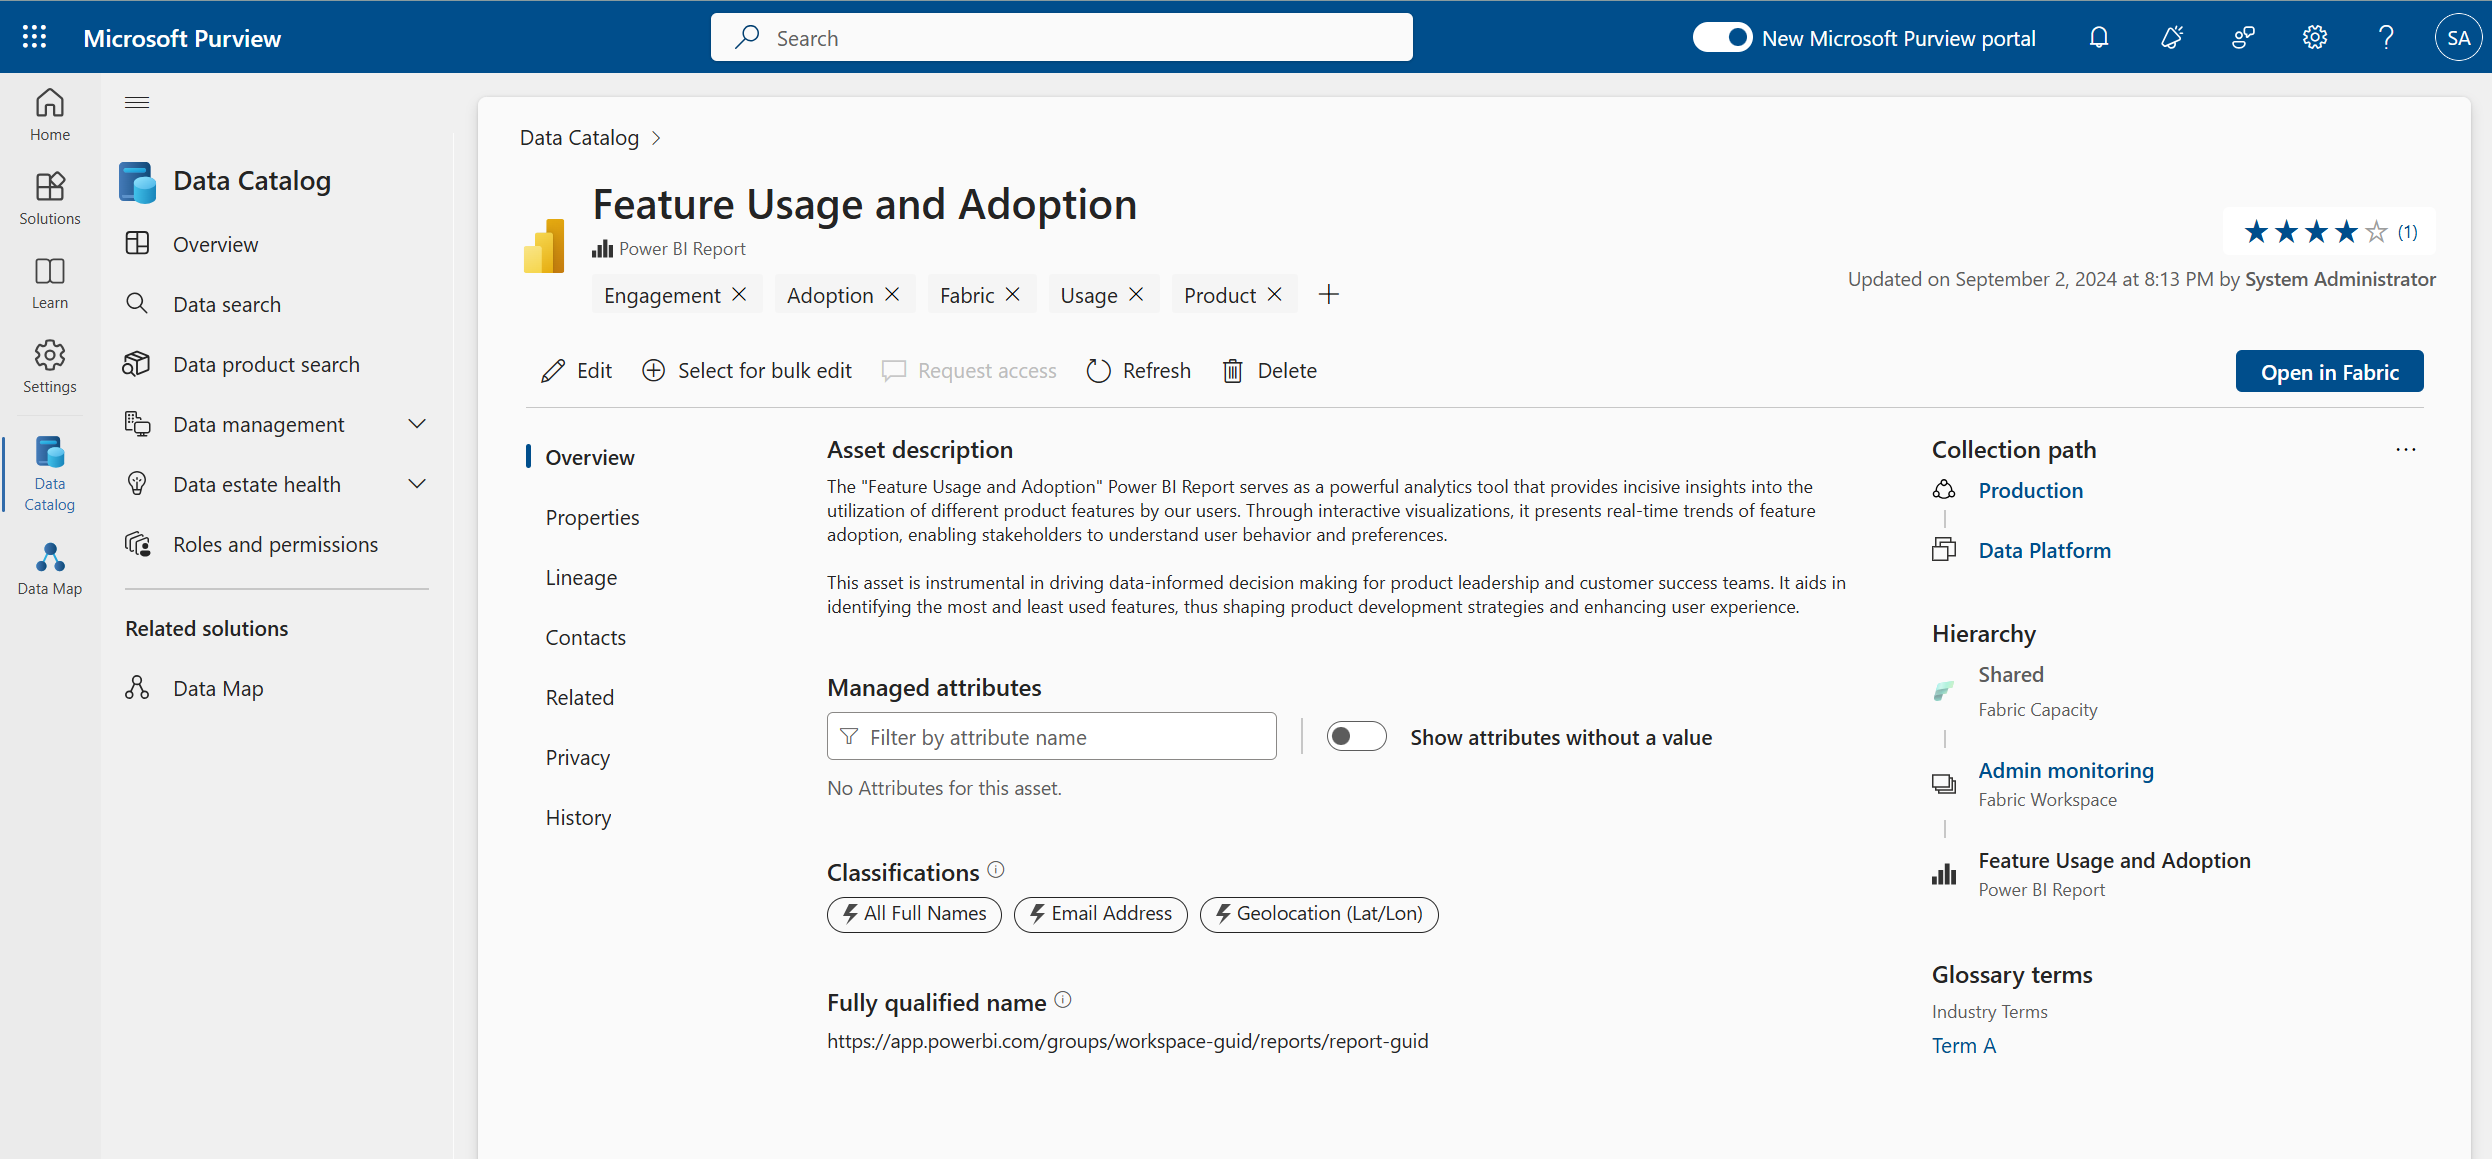 Microsoft Purview
Search
New Microsoft Purview portal
SA
Home
Solutions
Learn
Settings
Data
Catalog
Data Map
Data Catalog
Overview
Data search
Data product search
Data management
Data estate health
Roles and permissions
Related solutions
Data Map
Data Catalog
Feature Usage and Adoption
Power BI Report
Engagement
Adoption
Fabric
Usage
Product
(1)
Updated on September 2, 2024 at 8:13 PM by System Administrator
Edit
Select for bulk edit
Request access
Refresh
Delete
Open in Fabric
Overview
Properties
Lineage
Contacts
Related
Privacy
History
Asset description
The "Feature Usage and Adoption" Power BI Report serves as a powerful analytics tool that provides incisive insights into the
utilization of different product features by our users. Through interactive visualizations, it presents real-time trends of feature
adoption, enabling stakeholders to understand user behavior and preferences.
This asset is instrumental in driving data-informed decision making for product leadership and customer success teams. It aids in
identifying the most and least used features, thus shaping product development strategies and enhancing user experience.
Managed attributes
Filter by attribute name
Show attributes without a value
No Attributes for this asset.
Classifications
All Full Names
Email Address
Geolocation (Lat/Lon)
Fully qualified name
https://app.powerbi.com/groups/workspace-guid/reports/report-guid
Collection path
Production
Data Platform
Hierarchy
Shared
Fabric Capacity
Admin monitoring
Fabric Workspace
Feature Usage and Adoption
Power BI Report
Glossary terms
Industry Terms
Term A